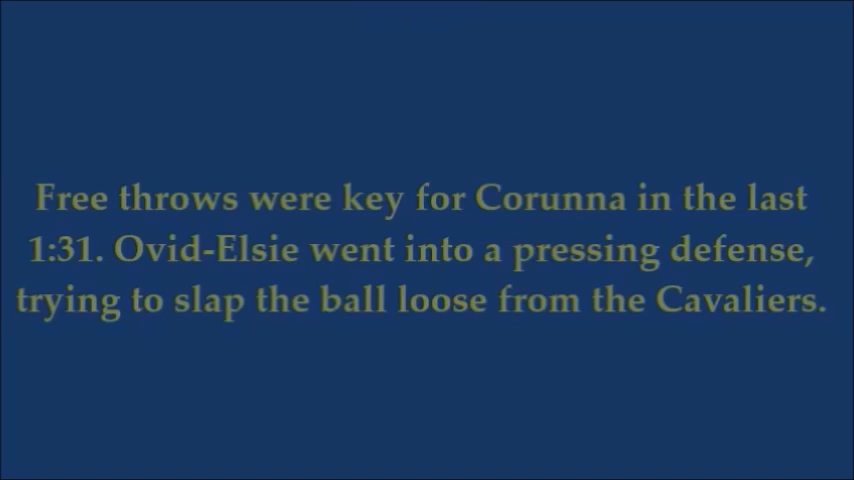 Free throws were key for Corunna in the last
1:31. Ovid-Elsie went into a pressing defense,
trying to slap the ball loose from the Cavaliers.